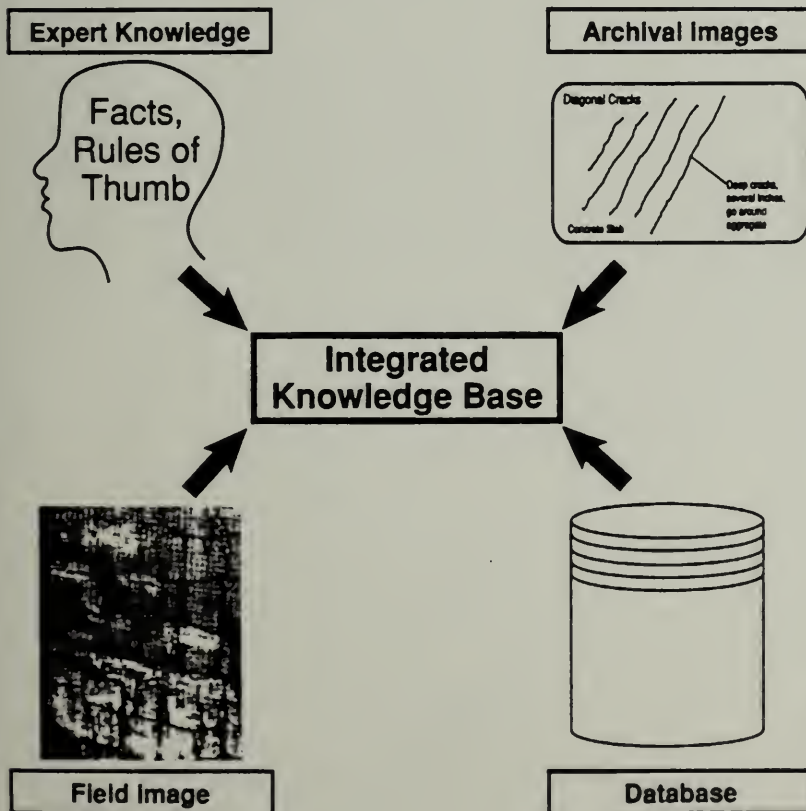 Expert Knowledge
Archival Images
Facts,
Rules of
Thumb
Diagonal Cracks
Deep cracks,
several inches,
go around
aggregate
Concrete Slab
Integrated
Knowledge Base
Field Image
Database